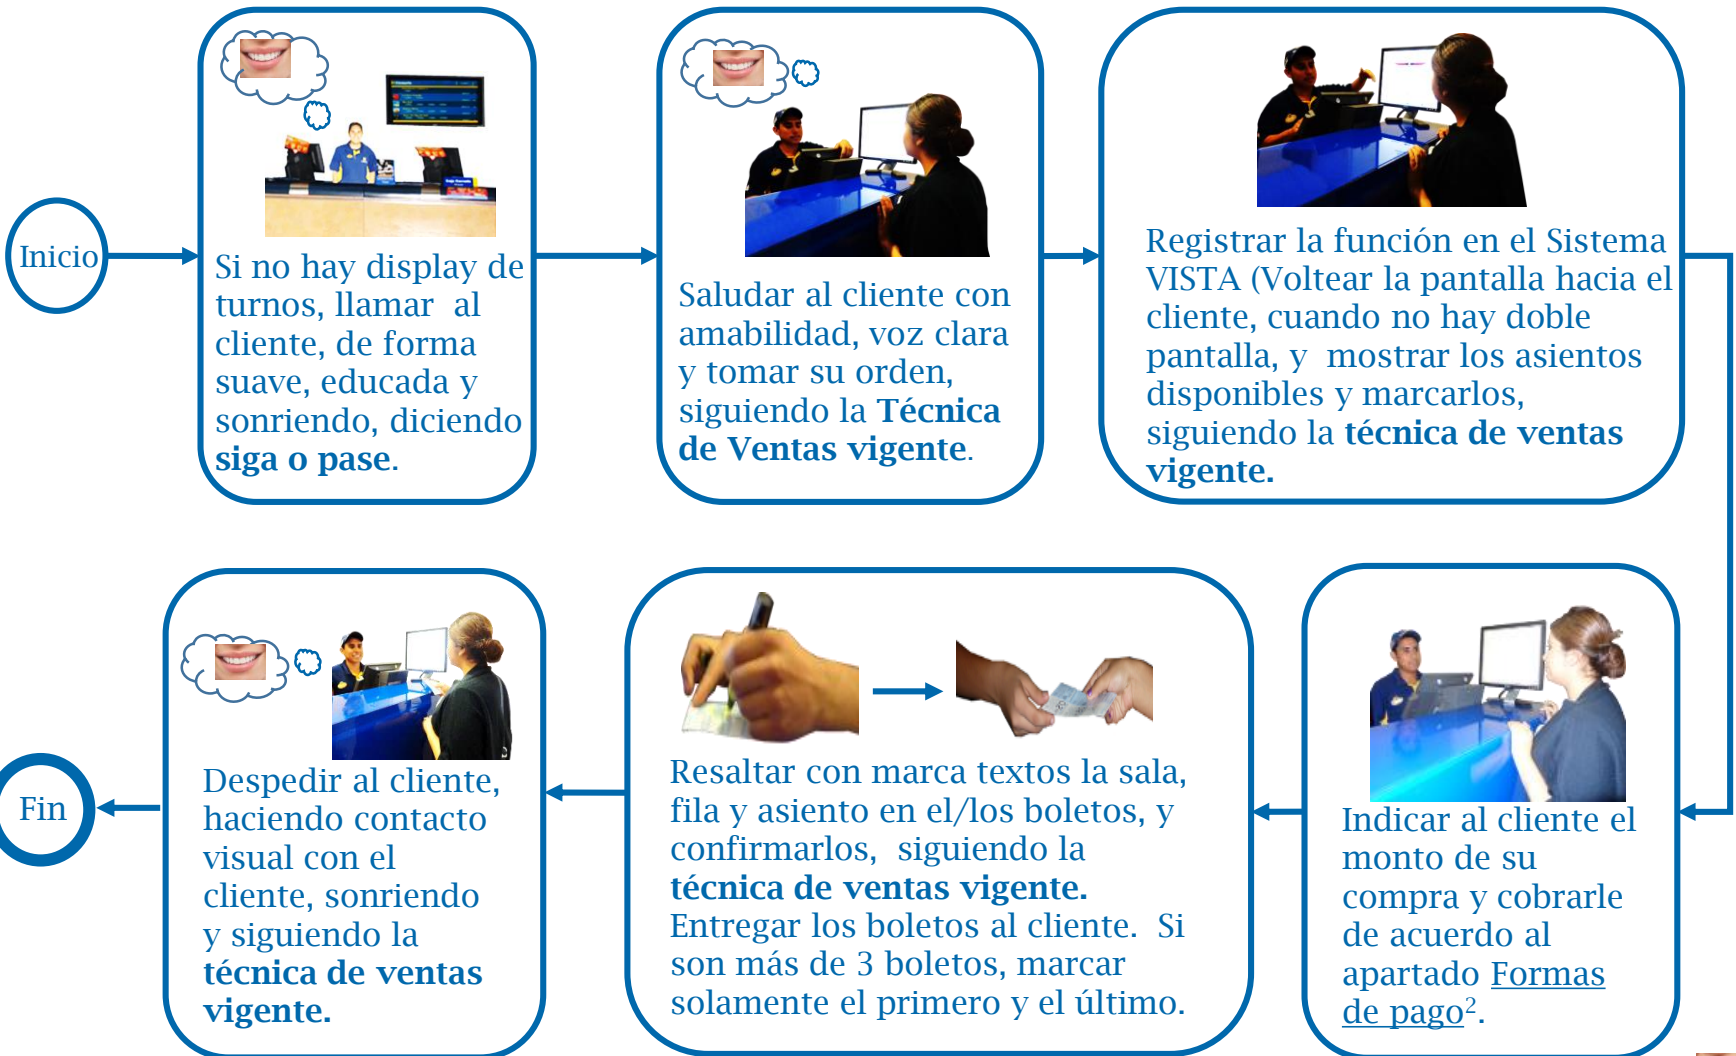 Inicio
Si no hay display de
turnos, llamar al
cliente, de forma
suave, educada y
sonriendo, diciendo
siga o pase.
Saludar al cliente con
amabilidad, voz clara
y tomar su orden,
siguiendo la Técnica
de Ventas vigente.
Registrar la función en el Sistema
VISTA (Voltear la pantalla hacia el
cliente, cuando no hay doble
pantalla, y mostrar los asientos
disponibles y marcarlos,
siguiendo la técnica de ventas
vigente.
Indicar al cliente el
monto de su
compra y cobrarle
de acuerdo al
apartado Formas
de pago².
Resaltar con marca textos la sala,
fila y asiento en el/los boletos, y
confirmarlos, siguiendo la
técnica de ventas vigente.
Entregar los boletos al cliente. Si
son más de 3 boletos, marcar
solamente el primero y el último.
Despedir al cliente,
haciendo contacto
visual con el
cliente, sonriendo
y siguiendo la
técnica de ventas
vigente.
Fin